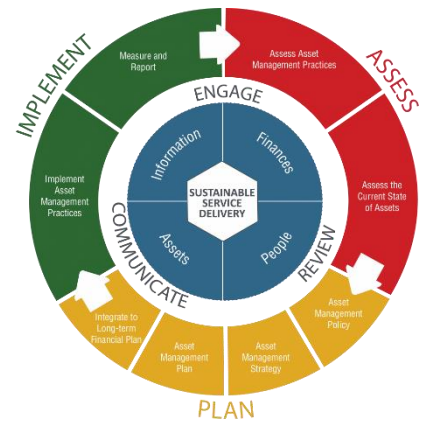 IMPLEMENT
ASSESS
PLAN
Measure and
Report
Assess Asset
Management Practices
Assess the
Current State
of Assets
Asset
Management
Policy
Asset
Management
Strategy
Asset
Management
Plan
Integrate to
Long-term
Financial Plan
Implement
Asset
Management
Practices
ENGAGE
REVIEW
COMMUNICATE
Information
Finances
People
Assets
SUSTAINABLE
SERVICE
DELIVERY